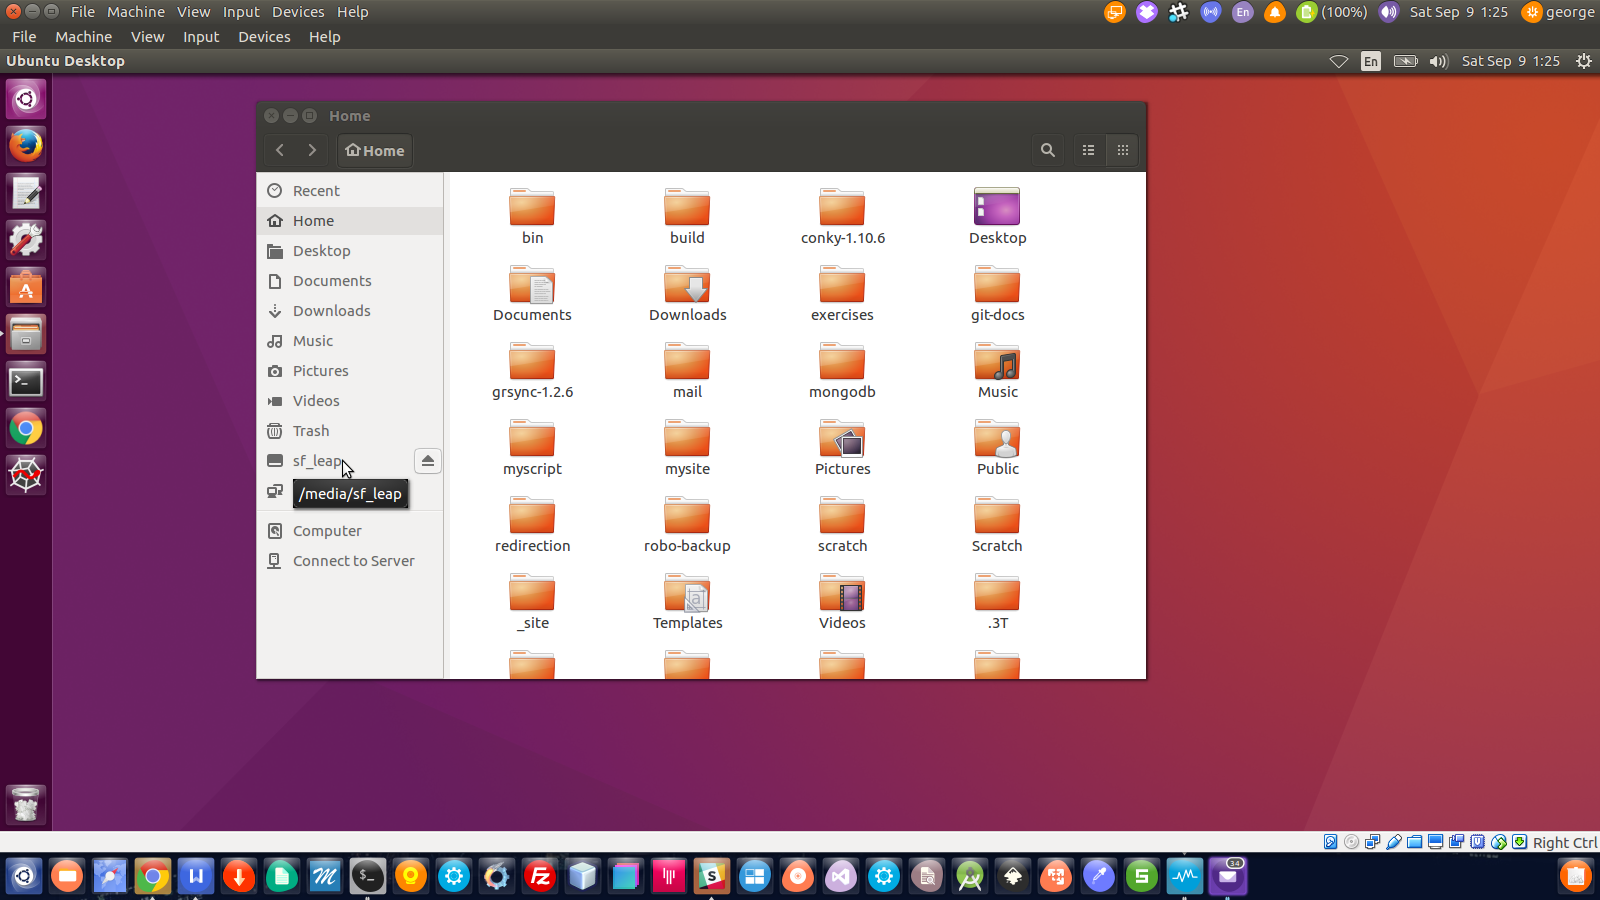 File Machine View Input Devices Help
En (100%) Sat Sep 9 1:25 george
File Machine View Input Devices Help
Ubuntu Desktop
En Sat Sep 9 1:25
Home
Home
Recent
Home
Desktop
Documents
Downloads
Music
Pictures
Videos
Trash
sf_leap
/media/sf_leap
Computer
Connect to Server
bin build conky-1.10.6 Desktop
Documents Downloads exercises git-docs
grsync-1.2.6 mail mongodb Music
myscript mysite Pictures Public
redirection robo-backup scratch Scratch
_site Templates Videos .3T
Right Ctrl
34